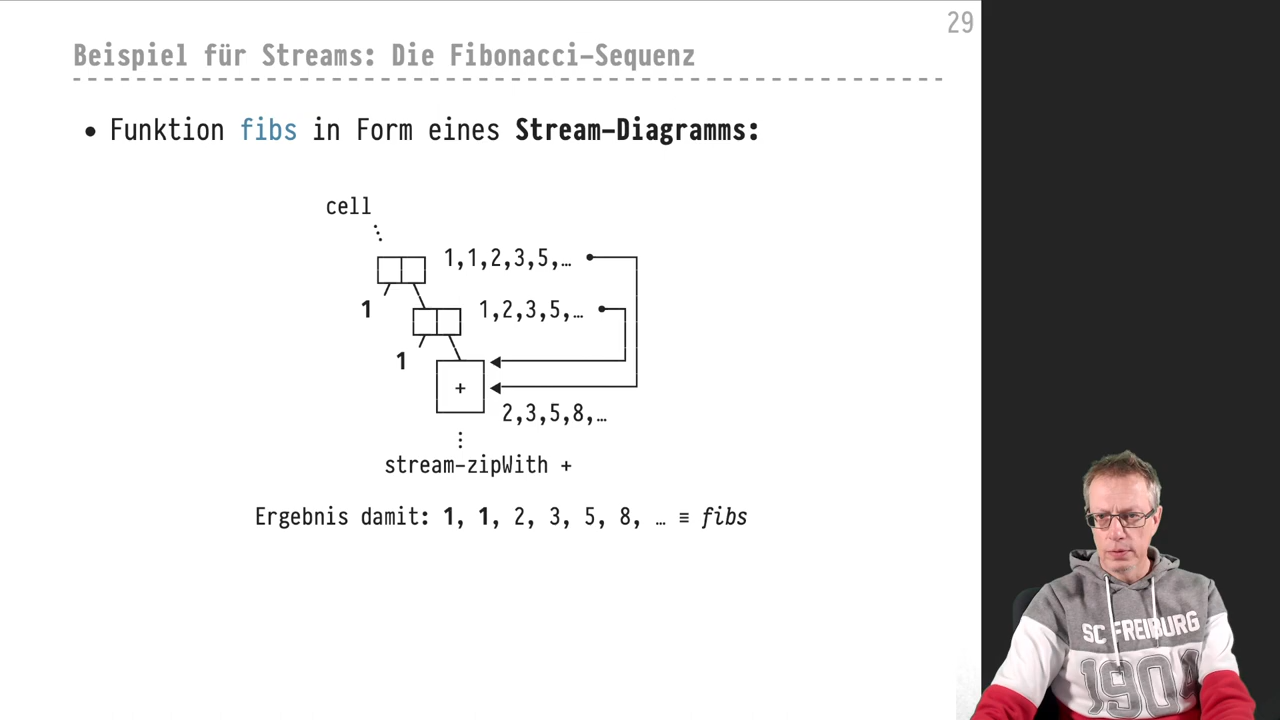 29
Beispiel für Streams: Die Fibonacci-Sequenz
• Funktion fibs in Form eines Stream-Diagramms:
cell
1,1,2,3,5,…
1
1,2,3,5,…
1
+
2,3,5,8,…
stream-zipWith +
Ergebnis damit: 1, 1, 2, 3, 5, 8, … ≡ fibs
SC FREIBURG
1904